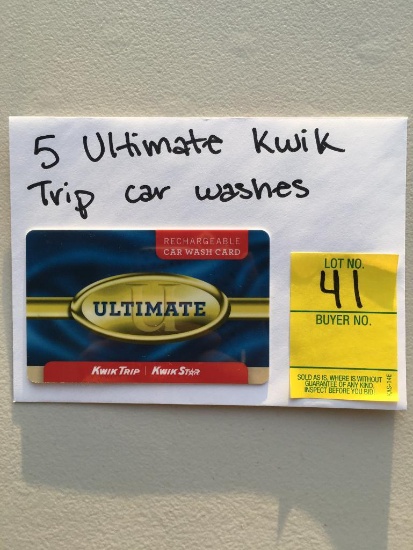 5 Ultimate Kwik
Trip car washes
RECHARGEABLE
CAR WASH CARD
U
ULTIMATE
KWIK TRIP | KWIK STAR
LOT NO.
41
BUYER NO.
SOLD AS IS, WHERE IS WITHOUT
GUARANTEE OF ANY KIND.
INSPECT BEFORE YOU BID!